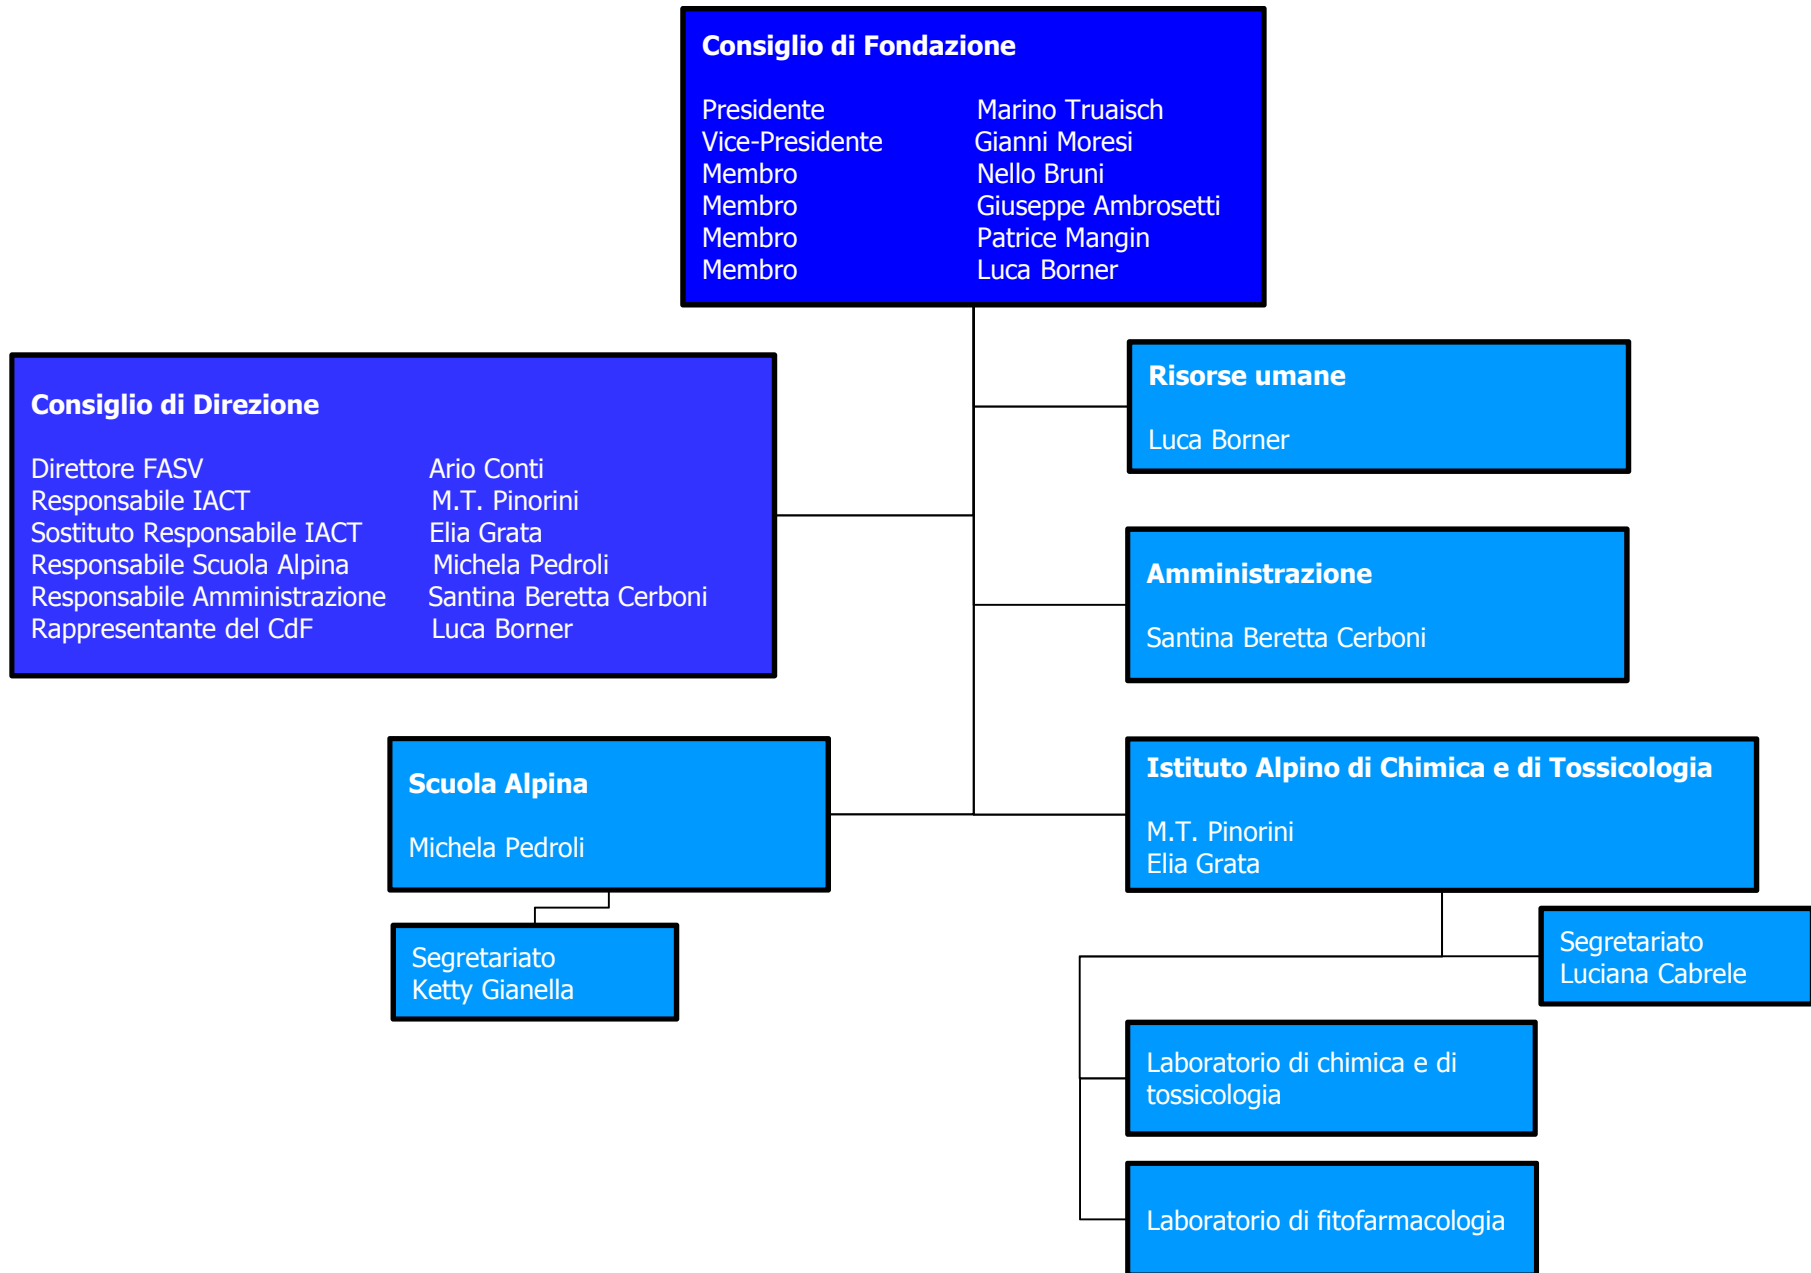 Consiglio di Fondazione
Presidente Marino Truaisch
Vice-Presidente Gianni Moresi
Membro Nello Bruni
Membro Giuseppe Ambrosetti
Membro Patrice Mangin
Membro Luca Borner
Consiglio di Direzione
Direttore FASV Ario Conti
Responsabile IACT M.T. Pinorini
Sostituto Responsabile IACT Elia Grata
Responsabile Scuola Alpina Michela Pedroli
Responsabile Amministrazione Santina Beretta Cerboni
Rappresentante del CdF Luca Borner
Risorse umane
Luca Borner
Amministrazione
Santina Beretta Cerboni
Scuola Alpina
Michela Pedroli
Segretariato
Ketty Gianella
Istituto Alpino di Chimica e di Tossicologia
M.T. Pinorini
Elia Grata
Segretariato
Luciana Cabrele
Laboratorio di chimica e di
tossicologia
Laboratorio di fitofarmacologia